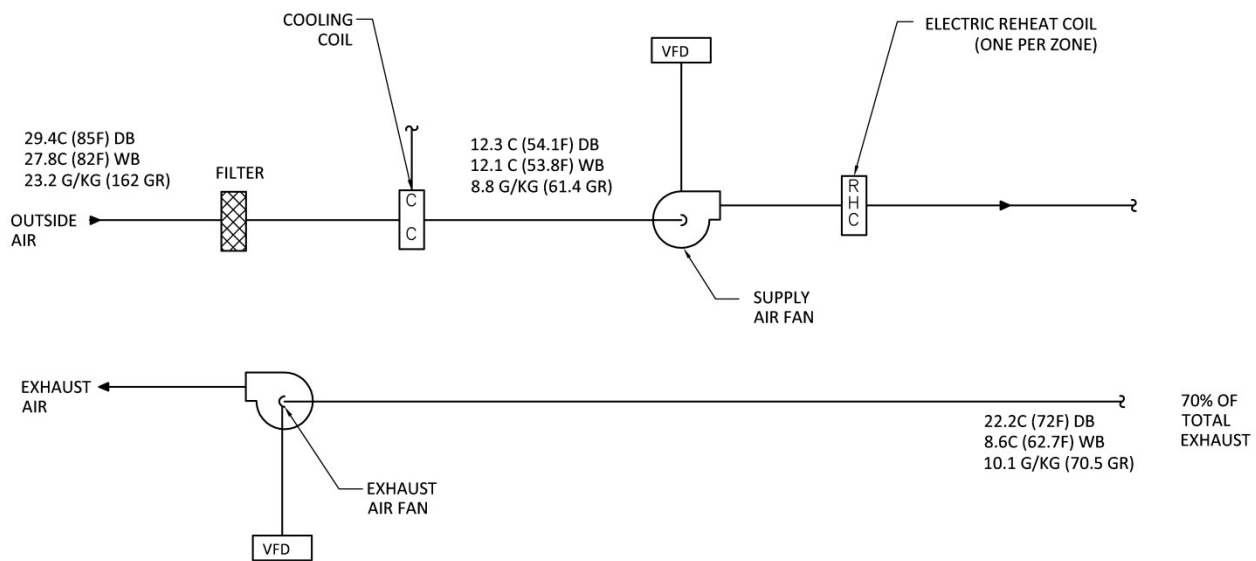 COOLING
COIL
VFD
ELECTRIC REHEAT COIL
(ONE PER ZONE)
29.4C (85F) DB
27.8C (82F) WB
23.2 G/KG (162 GR)
FILTER
12.3 C (54.1F) DB
12.1 C (53.8F) WB
8.8 G/KG (61.4 GR)
C
C
R
H
C
OUTSIDE
AIR
SUPPLY
AIR FAN
EXHAUST
AIR
22.2C (72F) DB
8.6C (62.7F) WB
10.1 G/KG (70.5 GR)
70% OF
TOTAL
EXHAUST
EXHAUST
AIR FAN
VFD